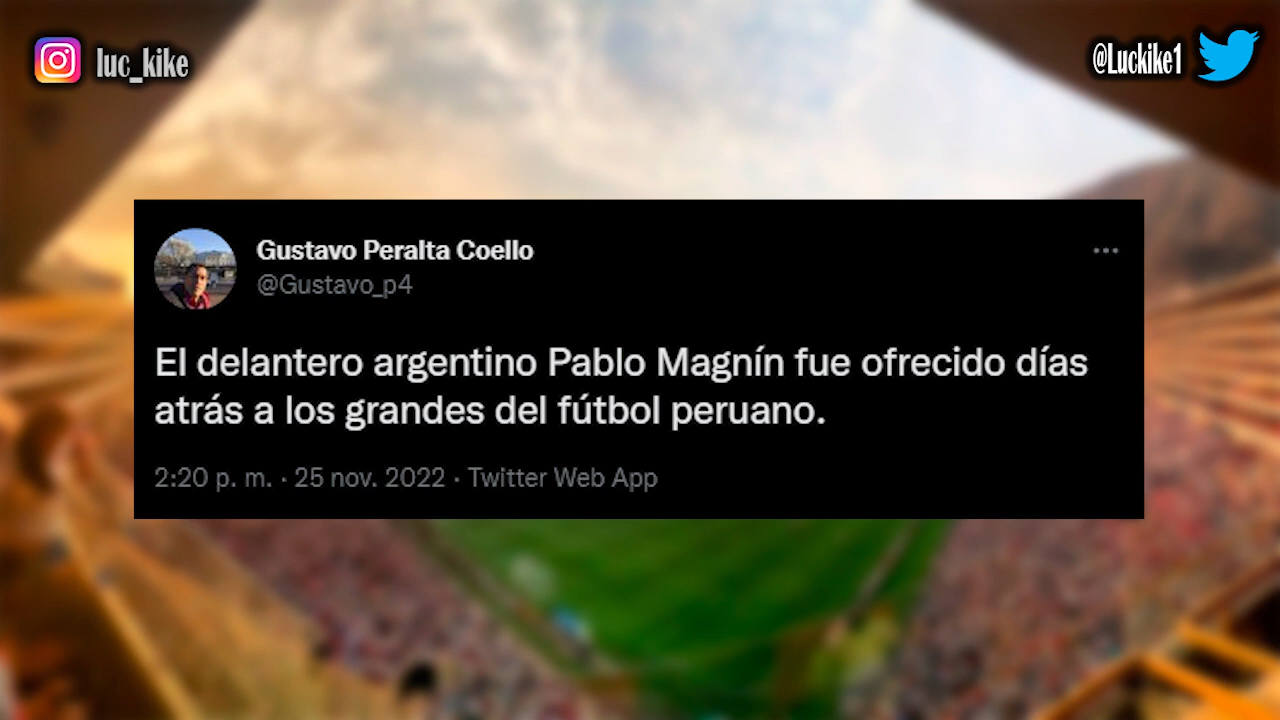 luc_kike
@Luckike1
Gustavo Peralta Coello
@Gustavo_p4
El delantero argentino Pablo Magnín fue ofrecido días
atrás a los grandes del fútbol peruano.
2:20 p. m. · 25 nov. 2022 · Twitter Web App